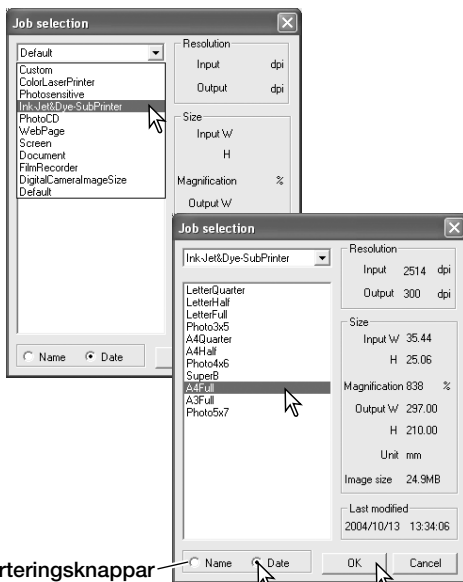 Job selection
Default
Custom
ColorLaserPrinter
Photosensitive
Ink-Jet&Dye-SubPrinter
PhotoCD
WebPage
Screen
Document
FilmRecorder
DigitalCameraImageSize
Default
Resolution
Input dpi
Output dpi
Size
Input W
H
Magnification %
Output W
Name Date
Job selection
Ink-Jet&Dye-SubPrinter
LetterQuarter
LetterHalf
LetterFull
Photo3x5
A4Quarter
A4Half
Photo4x6
SuperB
A4Full
A3Full
Photo5x7
Resolution
Input 2514 dpi
Output 300 dpi
Size
Input W 35.44
H 25.06
Magnification 838 %
Output W 297.00
H 210.00
Unit mm
Image size 24.9MB
Last modified
2004/10/13 13:34:06
Name Date OK Cancel
rteringsknappar